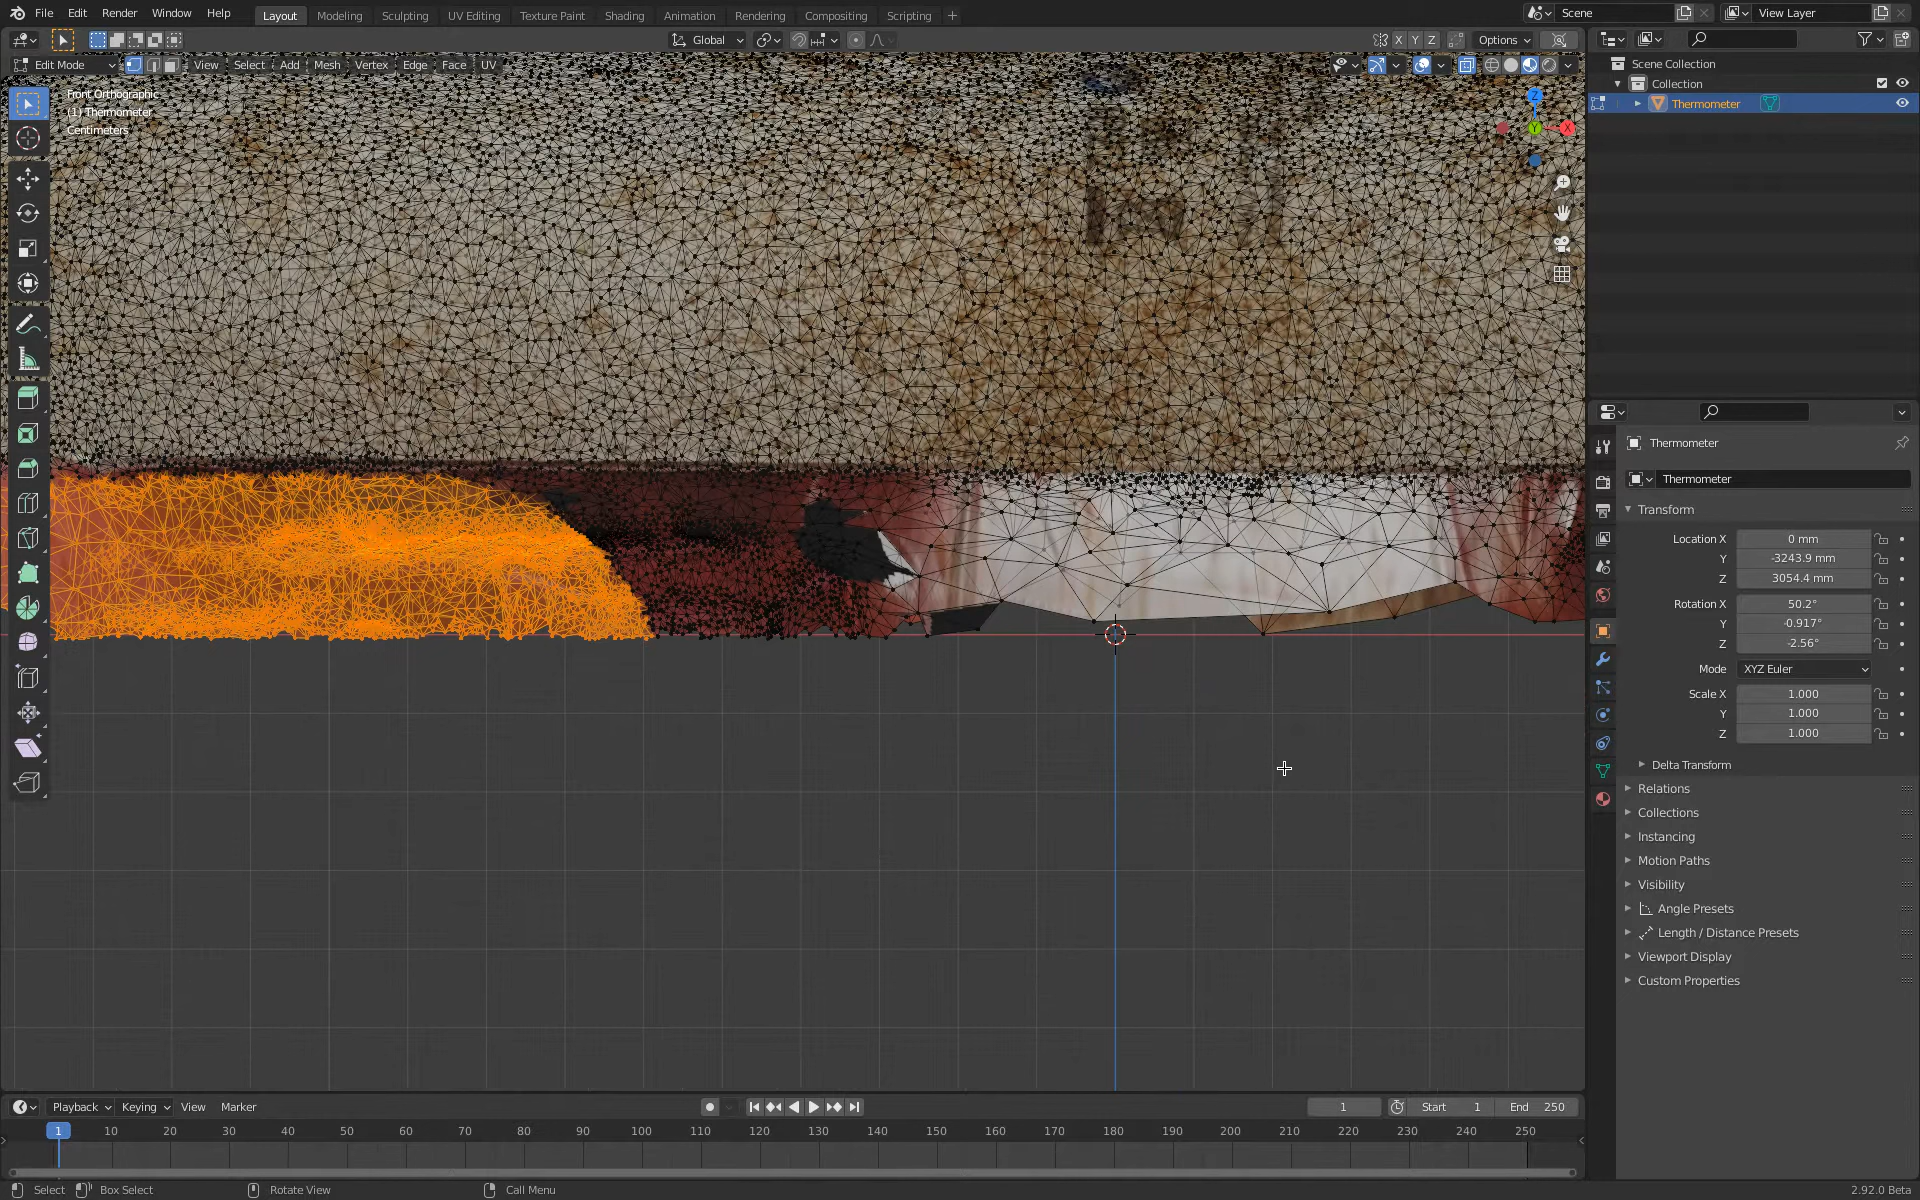 File Edit Render Window Help Layout Modeling Sculpting UV Editing Texture Paint Shading Animation Rendering Compositing Scripting + Scene View Layer
Global X Y Z Options
Edit Mode View Select Add Mesh Vertex Edge Face UV
Front Orthographic
(1) Thermometer
Centimeters
Z
Y
X
Scene Collection
Collection
Thermometer
Thermometer
Thermometer
Transform
Location X 0 mm
Y -3243.9 mm
Z 3054.4 mm
Rotation X 50.2°
Y -0.917°
Z -2.56°
Mode XYZ Euler
Scale X 1.000
Y 1.000
Z 1.000
Delta Transform
Relations
Collections
Instancing
Motion Paths
Visibility
Angle Presets
Length / Distance Presets
Viewport Display
Custom Properties
Playback Keying View Marker 1 Start 1 End 250
1 10 20 30 40 50 60 70 80 90 100 110 120 130 140 150 160 170 180 190 200 210 220 230 240 250
Select Box Select Rotate View Call Menu 2.92.0 Beta